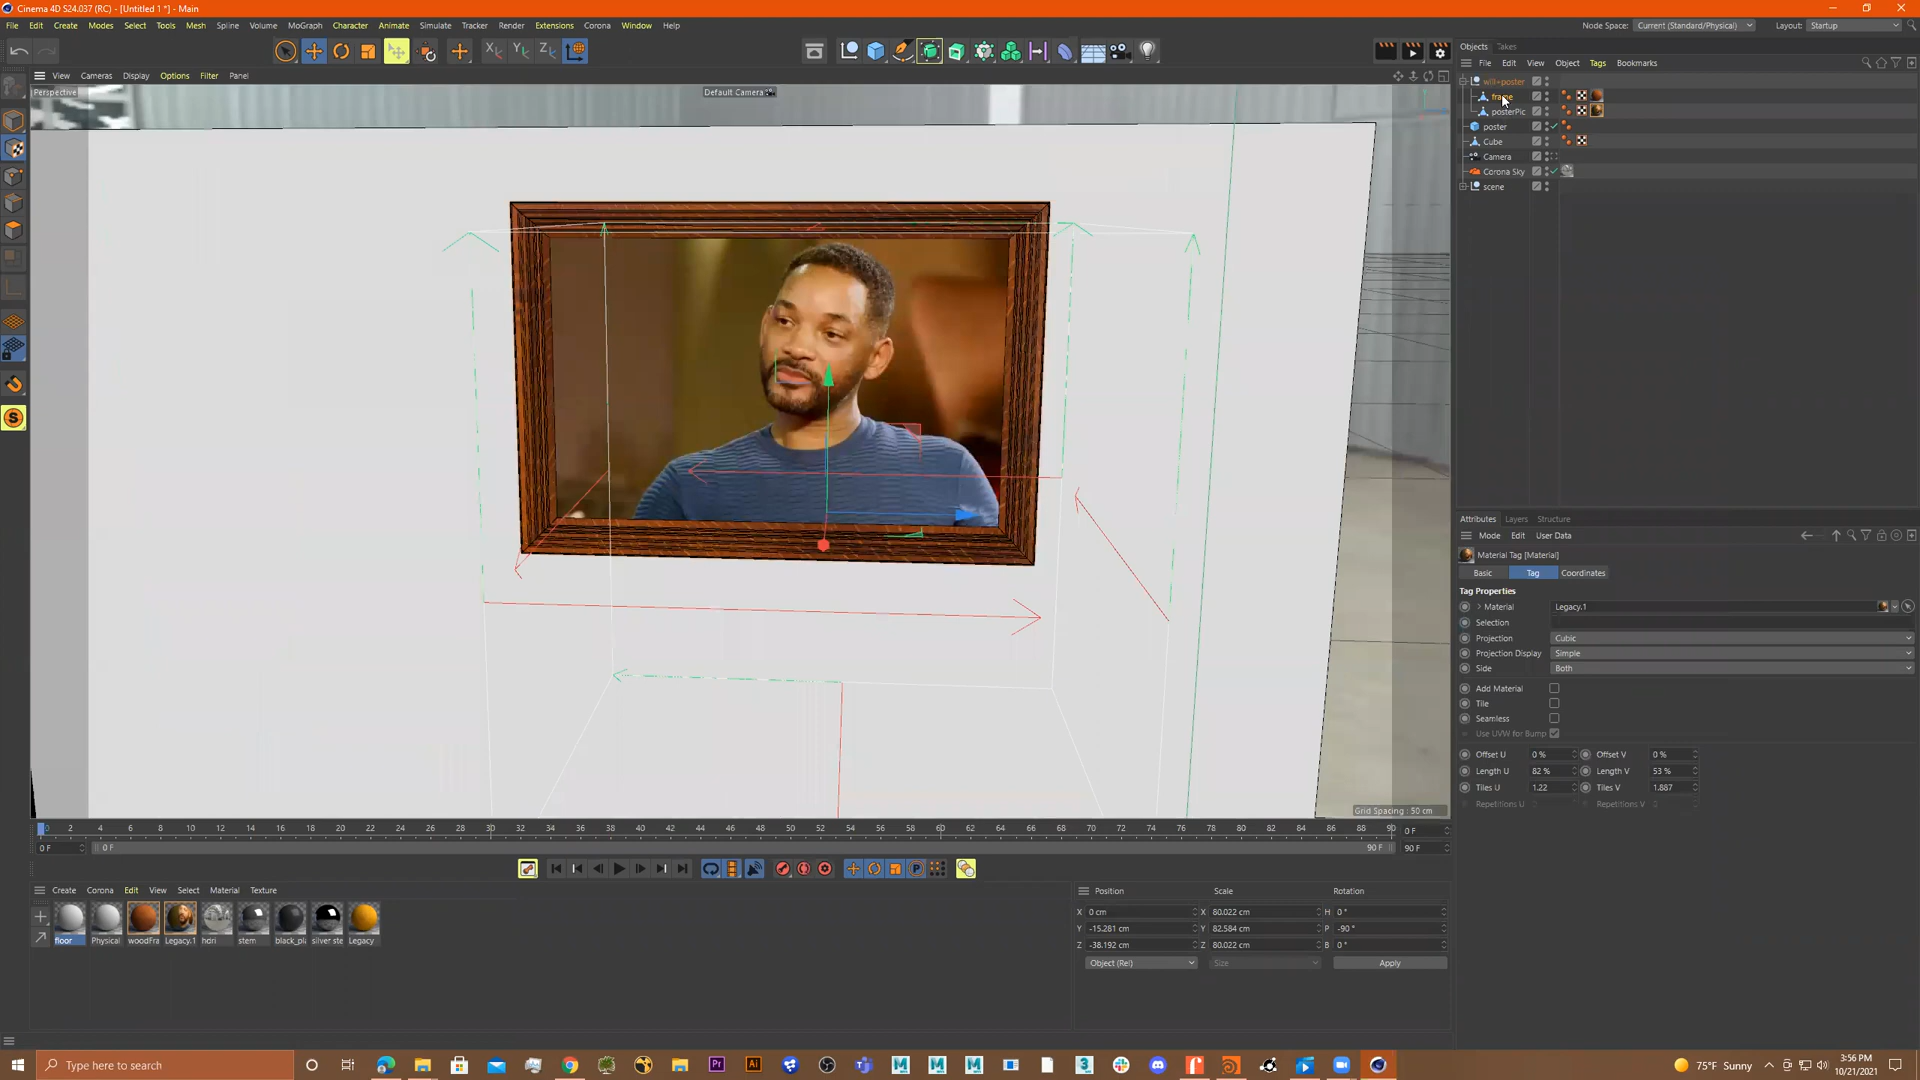 Cinema 4D S24.037 (RC) - [Untitled 1 *] - Main
File Edit Create Modes Select Tools Mesh Spline Volume MoGraph Character Animate Simulate Tracker Render Extensions Corona Window Help
Node Space: Current (Standard/Physical) Layout: Startup
Objects Takes
View Cameras Display Options Filter Panel
File Edit View Object Tags Bookmarks
Perspective
Default Camera
will+poster
frame
posterPic
poster
Cube
Camera
Corona Sky
scene
Attributes Layers Structure
Mode Edit User Data
Material Tag [Material]
Basic Tag Coordinates
Tag Properties
Material Legacy.1
Selection
Projection Cubic
Projection Display Simple
Side Both
Add Material
Tile
Seamless
Use UVW for Bump
Offset U 0 % Offset V 0 %
Length U 82 % Length V 53 %
Tiles U 1.22 Tiles V 1.887
Repetitions U Repetitions V
Grid Spacing : 50 cm
0 2 4 6 8 10 12 14 16 18 20 22 24 26 28 30 32 34 36 38 40 42 44 46 48 50 52 54 56 58 60 62 64 66 68 70 72 74 76 78 80 82 84 86 88 90 0 F
0 F 0 F 90 F 90 F
Create Corona Edit View Select Material Texture
floor Physical woodFra Legacy.1 hdri stem black_pl silver ste Legacy
Position Scale Rotation
X 0 cm X 80.022 cm H 0 °
Y -15.281 cm Y 82.584 cm P -90 °
Z -38.192 cm Z 80.022 cm B 0 °
Object (Rel) Size Apply
Type here to search
75°F Sunny
3:56 PM
10/21/2021